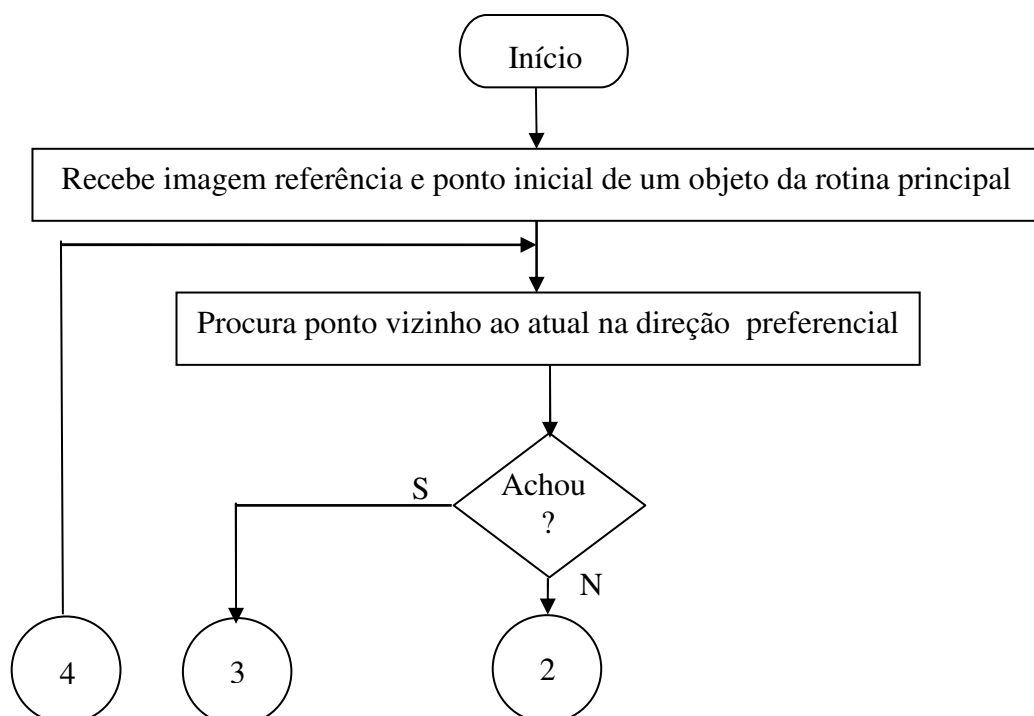 Início
Recebe imagem referência e ponto inicial de um objeto da rotina principal
Procura ponto vizinho ao atual na direção preferencial
S
Achou
?
N
4
3
2